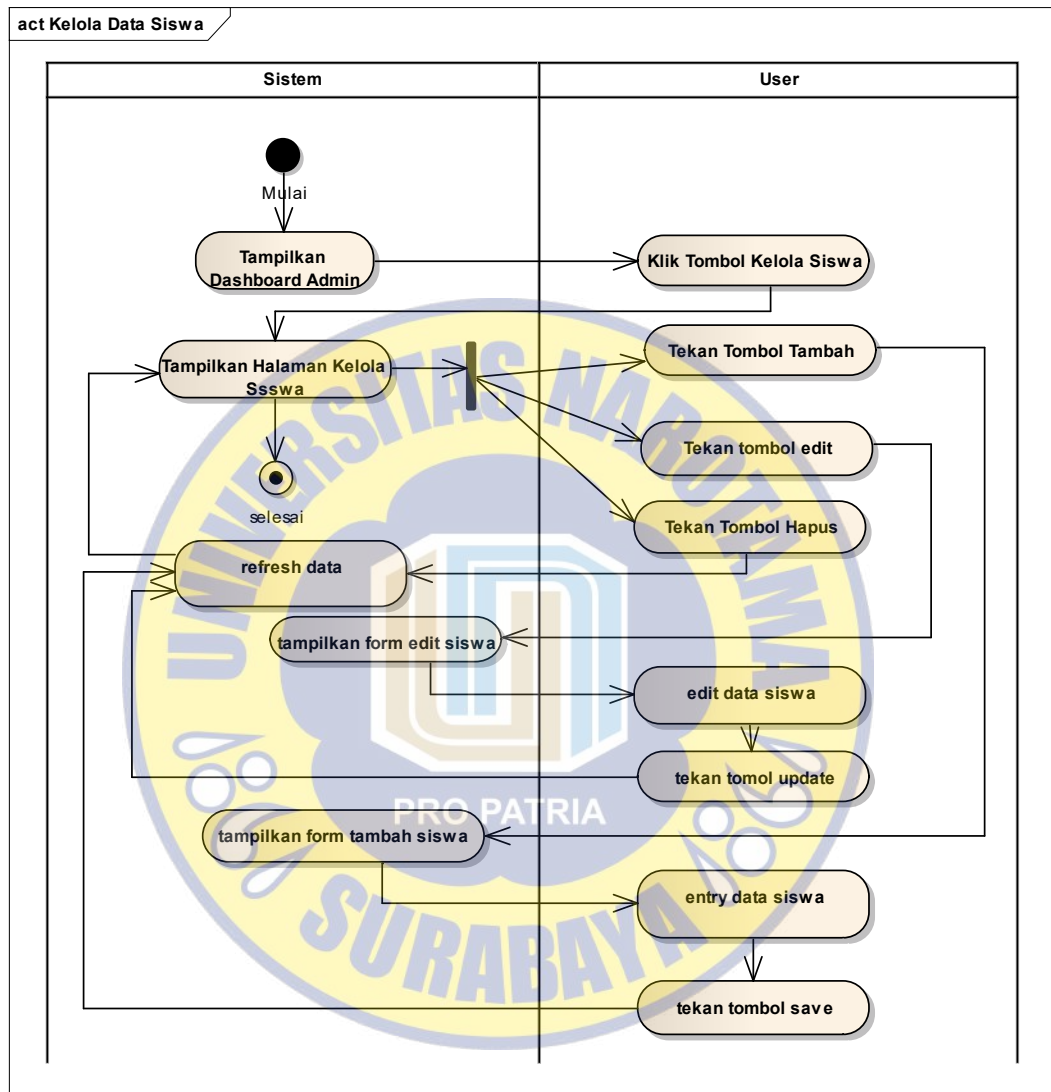 act Kelola Data Siswa
Sistem
User
Mulai
Tampilkan
Dashboard Admin
Klik Tombol Kelola Siswa
Tampilkan Halaman Kelola
Ssswa
Tekan Tombol Tambah
Tekan tombol edit
selesai
Tekan Tombol Hapus
refresh data
tampilkan form edit siswa
edit data siswa
tekan tomol update
tampilkan form tambah siswa
entry data siswa
tekan tombol save
UNIVERSITAS NAROTAMA
PRO PATRIA
SURABAYA